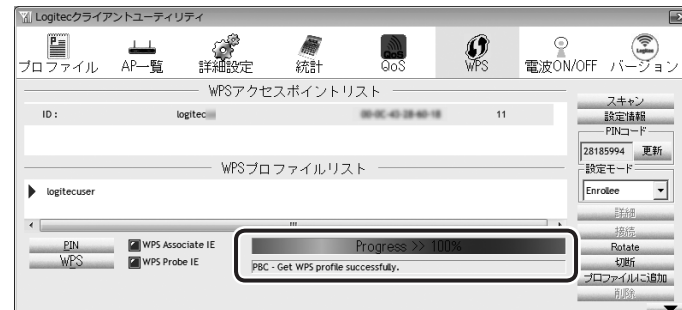 Logitecクライアントユーティリティ
プロファイル AP一覧 詳細設定 統計 QoS WPS 電波ON/OFF バージョン
WPSアクセスポイントリスト
ID : logitec 11
WPSプロファイルリスト
logitecuser
PIN WPS Associate IE Progress >> 100%
WPS WPS Probe IE PBC - Get WPS profile successfully.
スキャン
設定情報
PINコード
28185994 更新
設定モード
Enrollee
詳細
接続
Rotate
切断
プロファイルに追加
削除